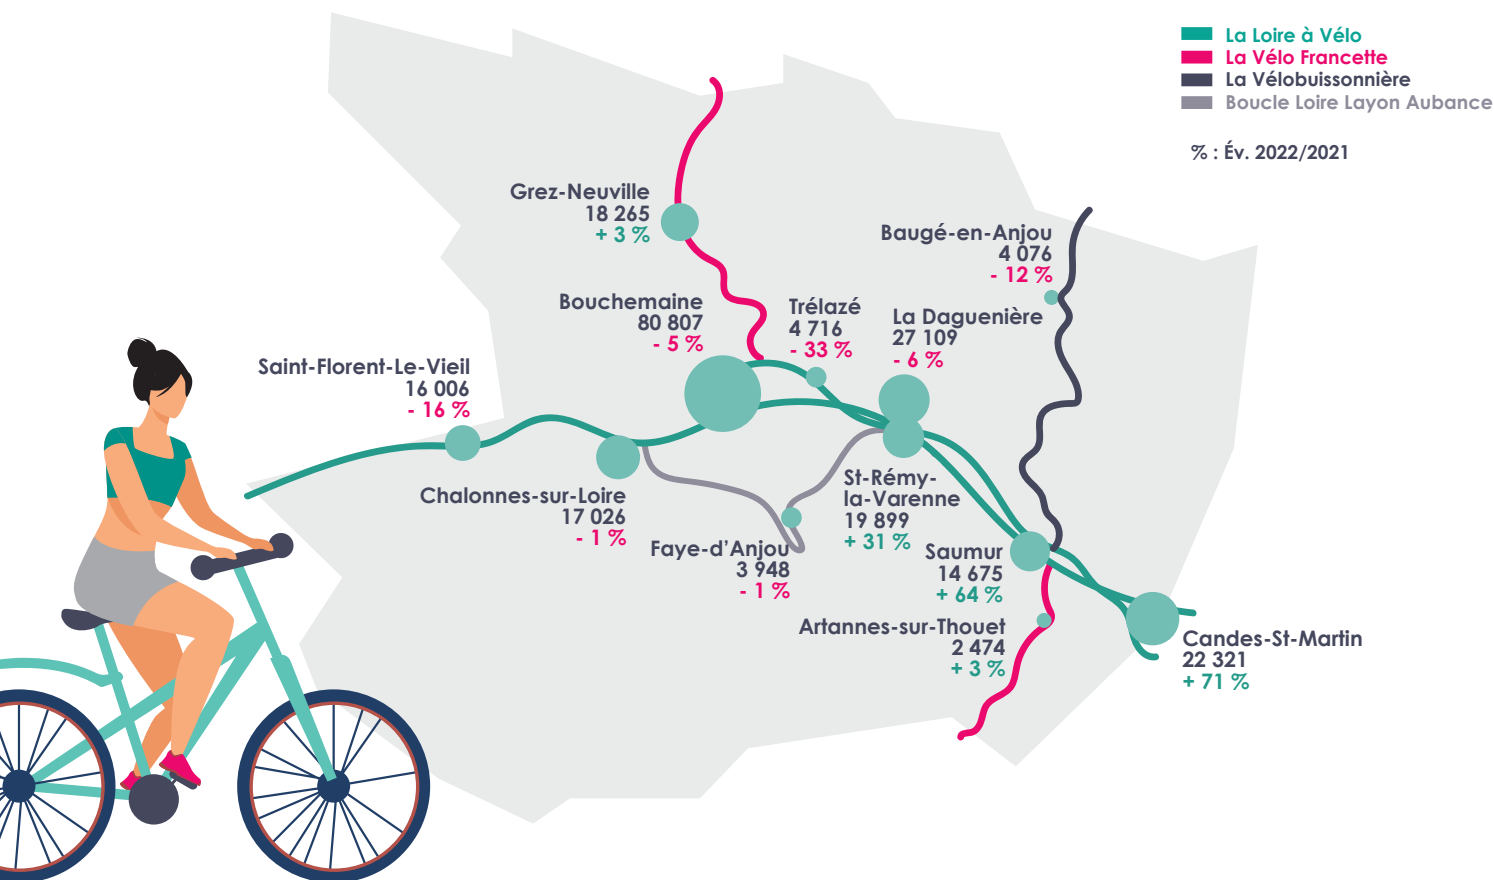 La Loire à Vélo
La Vélo Francette
La Vélobuissonnière
Boucle Loire Layon Aubance
% : Év. 2022/2021
Grez-Neuville
18 265
+ 3 %
Baugé-en-Anjou
4 076
- 12 %
Bouchemaine
80 807
- 5 %
Trélazé
4 716
- 33 %
La Daguenière
27 109
- 6 %
Saint-Florent-Le-Vieil
16 006
- 16 %
Chalonnes-sur-Loire
17 026
- 1 %
St-Rémy-
la-Varenne
19 899
+ 31 %
Faye-d'Anjou
3 948
- 1 %
Saumur
14 675
+ 64 %
Artannes-sur-Thouet
2 474
+ 3 %
Candes-St-Martin
22 321
+ 71 %